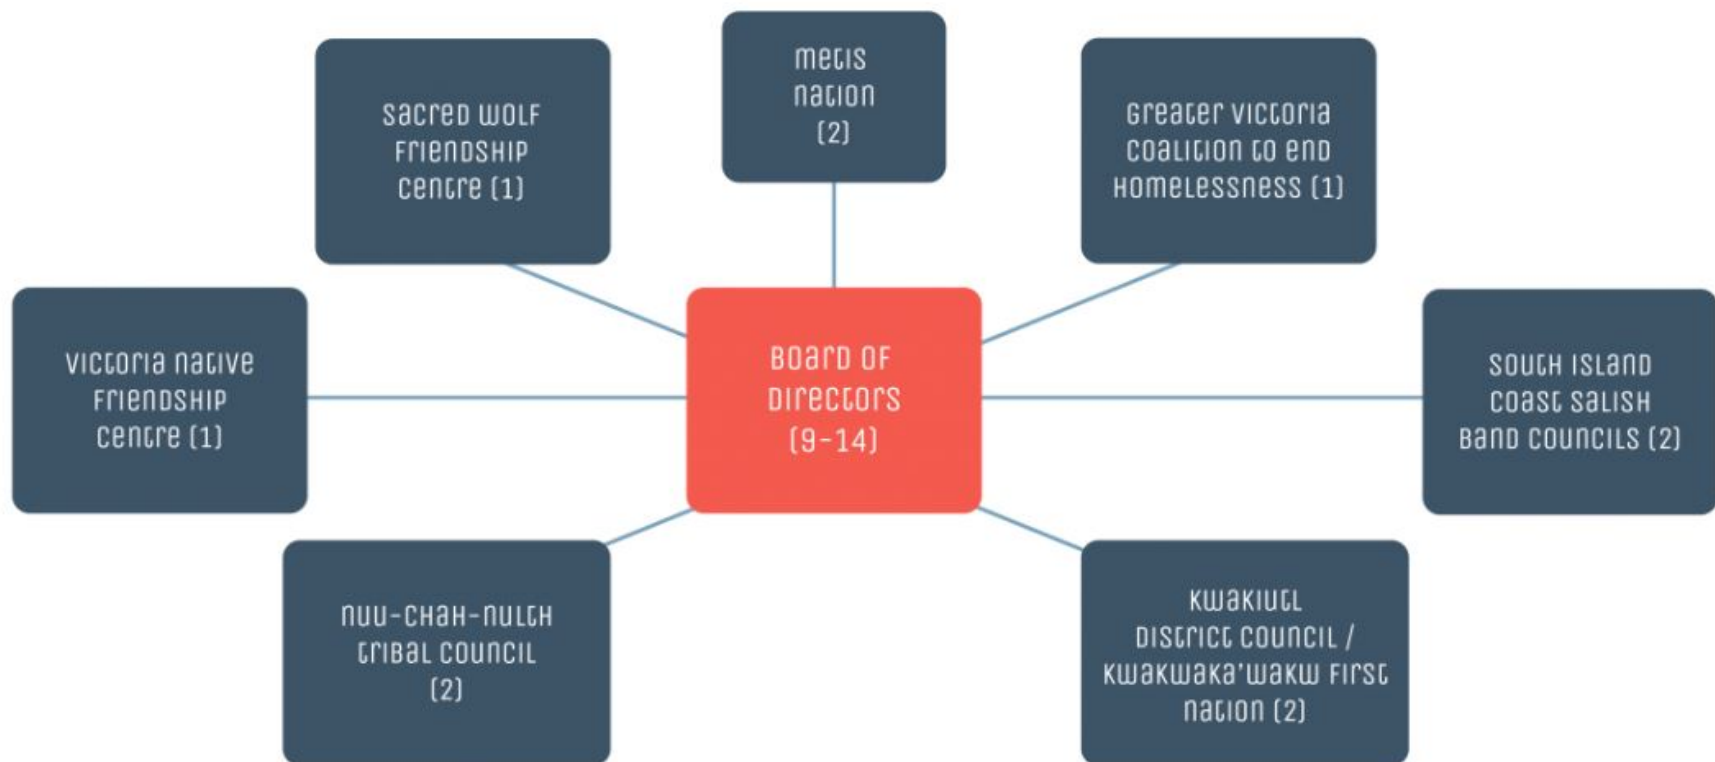 metis
nation
(2)
sacred wolf
friendship
centre (1)
greater victoria
coalition to end
homelessness (1)
victoria native
friendship
centre (1)
board of
directors
(9-14)
south island
coast salish
band councils (2)
nuu-chah-nulth
tribal council
(2)
kwakiutl
district council /
kwakwaka'wakw first
nation (2)